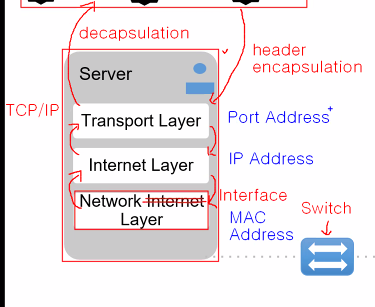 decapsulation
header
encapsulation
Server
TCP/IP
Transport Layer
Port Address+
Internet Layer
IP Address
Network Internet
Layer
Interface
MAC
Address
Switch